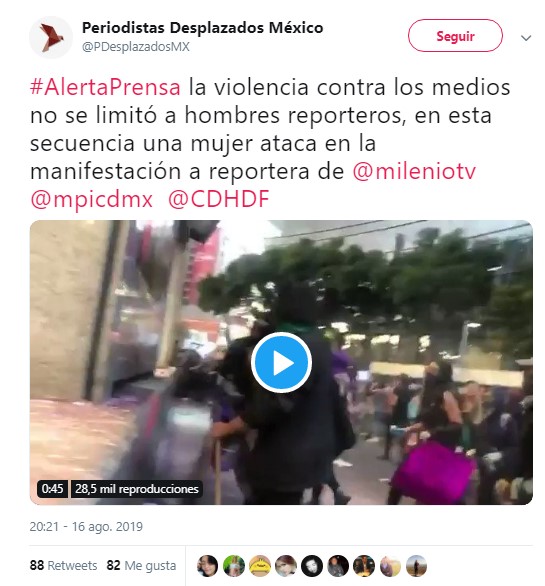 Periodistas Desplazados México
@PDesplazadosMX
Seguir
#AlertaPrensa la violencia contra los medios
no se limitó a hombres reporteros, en esta
secuencia una mujer ataca en la
manifestación a reportera de @mileniotv
@mpicdmx @CDHDF
0:45 28,5 mil reproducciones
20:21 - 16 ago. 2019
88 Retweets 82 Me gusta